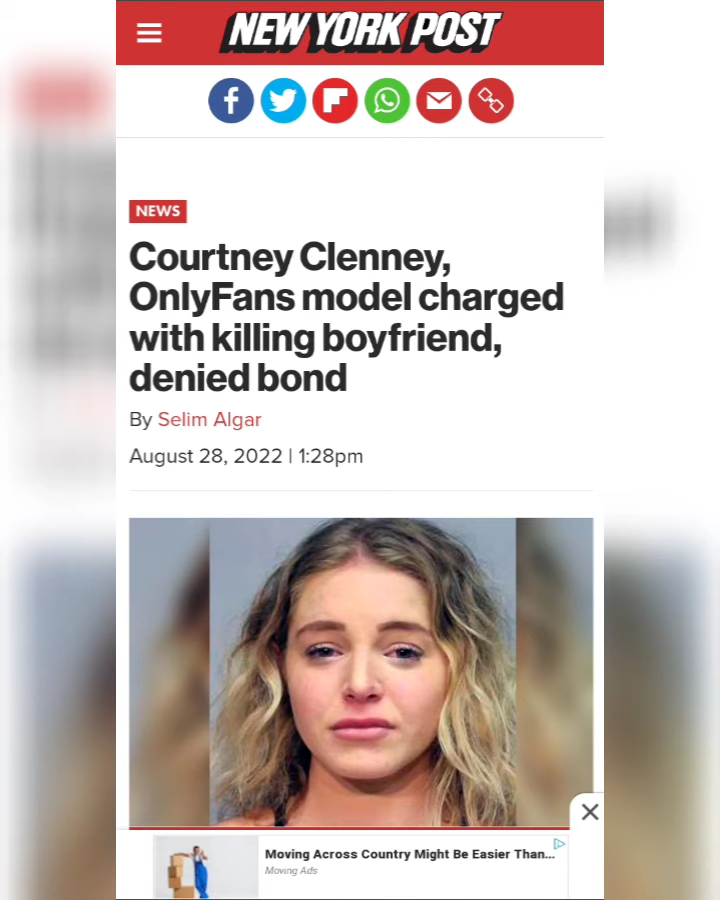 NEW YORK POST
NEWS
Courtney Clenney,
OnlyFans model charged
with killing boyfriend,
denied bond
By Selim Algar
August 28, 2022 | 1:28pm
Moving Across Country Might Be Easier Than...
Moving Ads